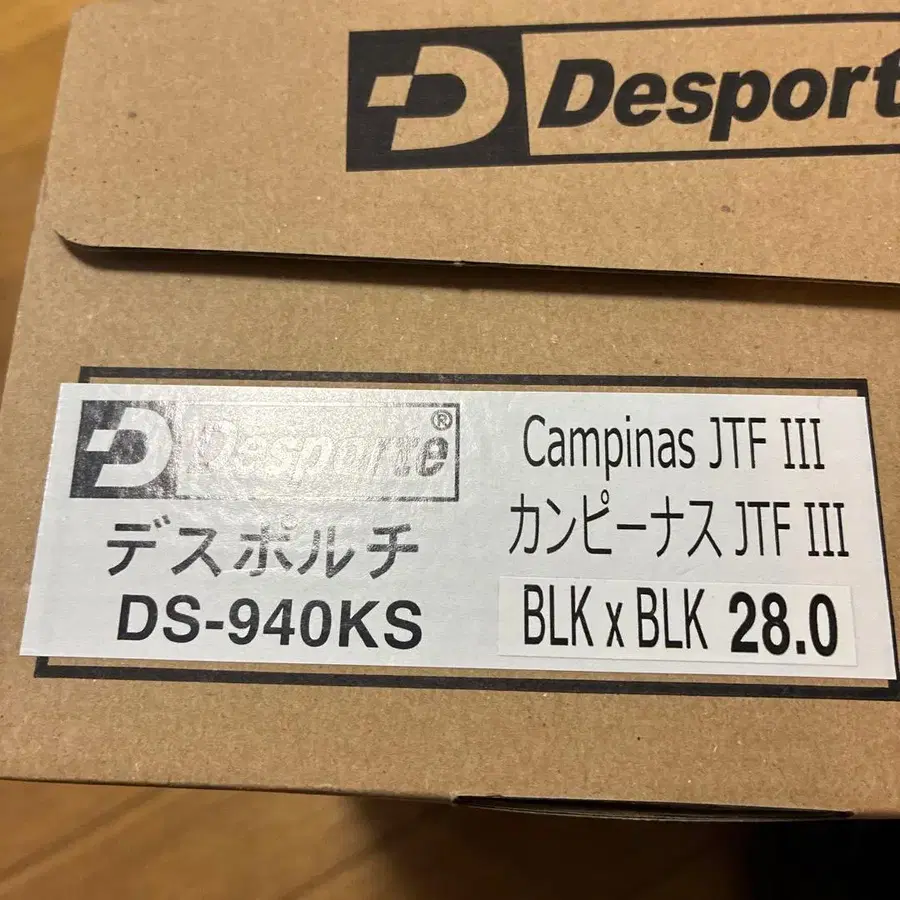 Desporte
Desporte®
デスポルチ
DS-940KS
Campinas JTF III
カンピーナス JTF III
BLK x BLK 28.0